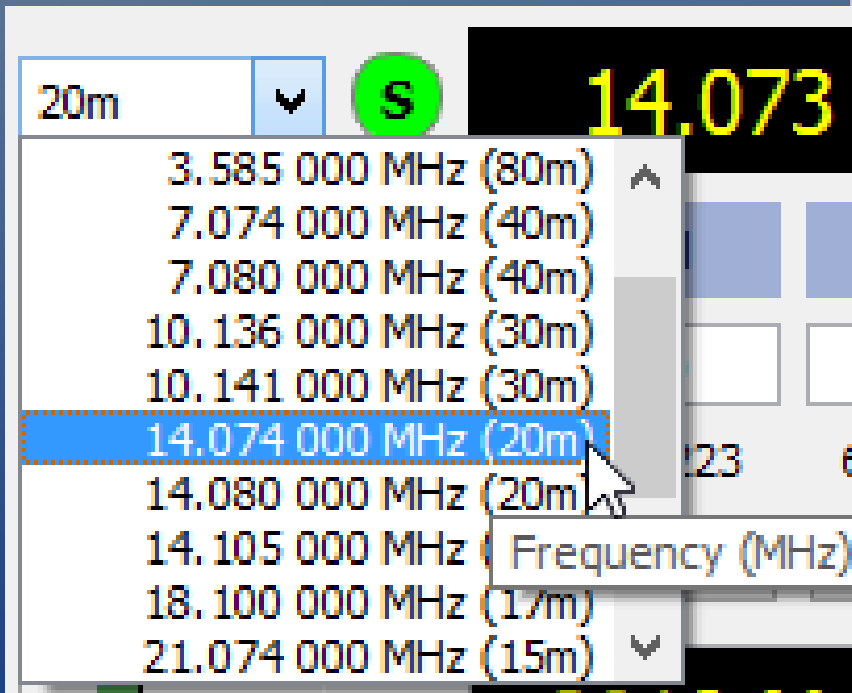 20m S 14.073
3.585 000 MHz (80m)
7.074 000 MHz (40m)
7.080 000 MHz (40m)
10.136 000 MHz (30m)
10.141 000 MHz (30m)
14.074 000 MHz (20m)
223
14.080 000 MHz (20m)
14.105 000 MHz (
Frequency (MHz)
18.100 000 MHz (17m)
21.074 000 MHz (15m)